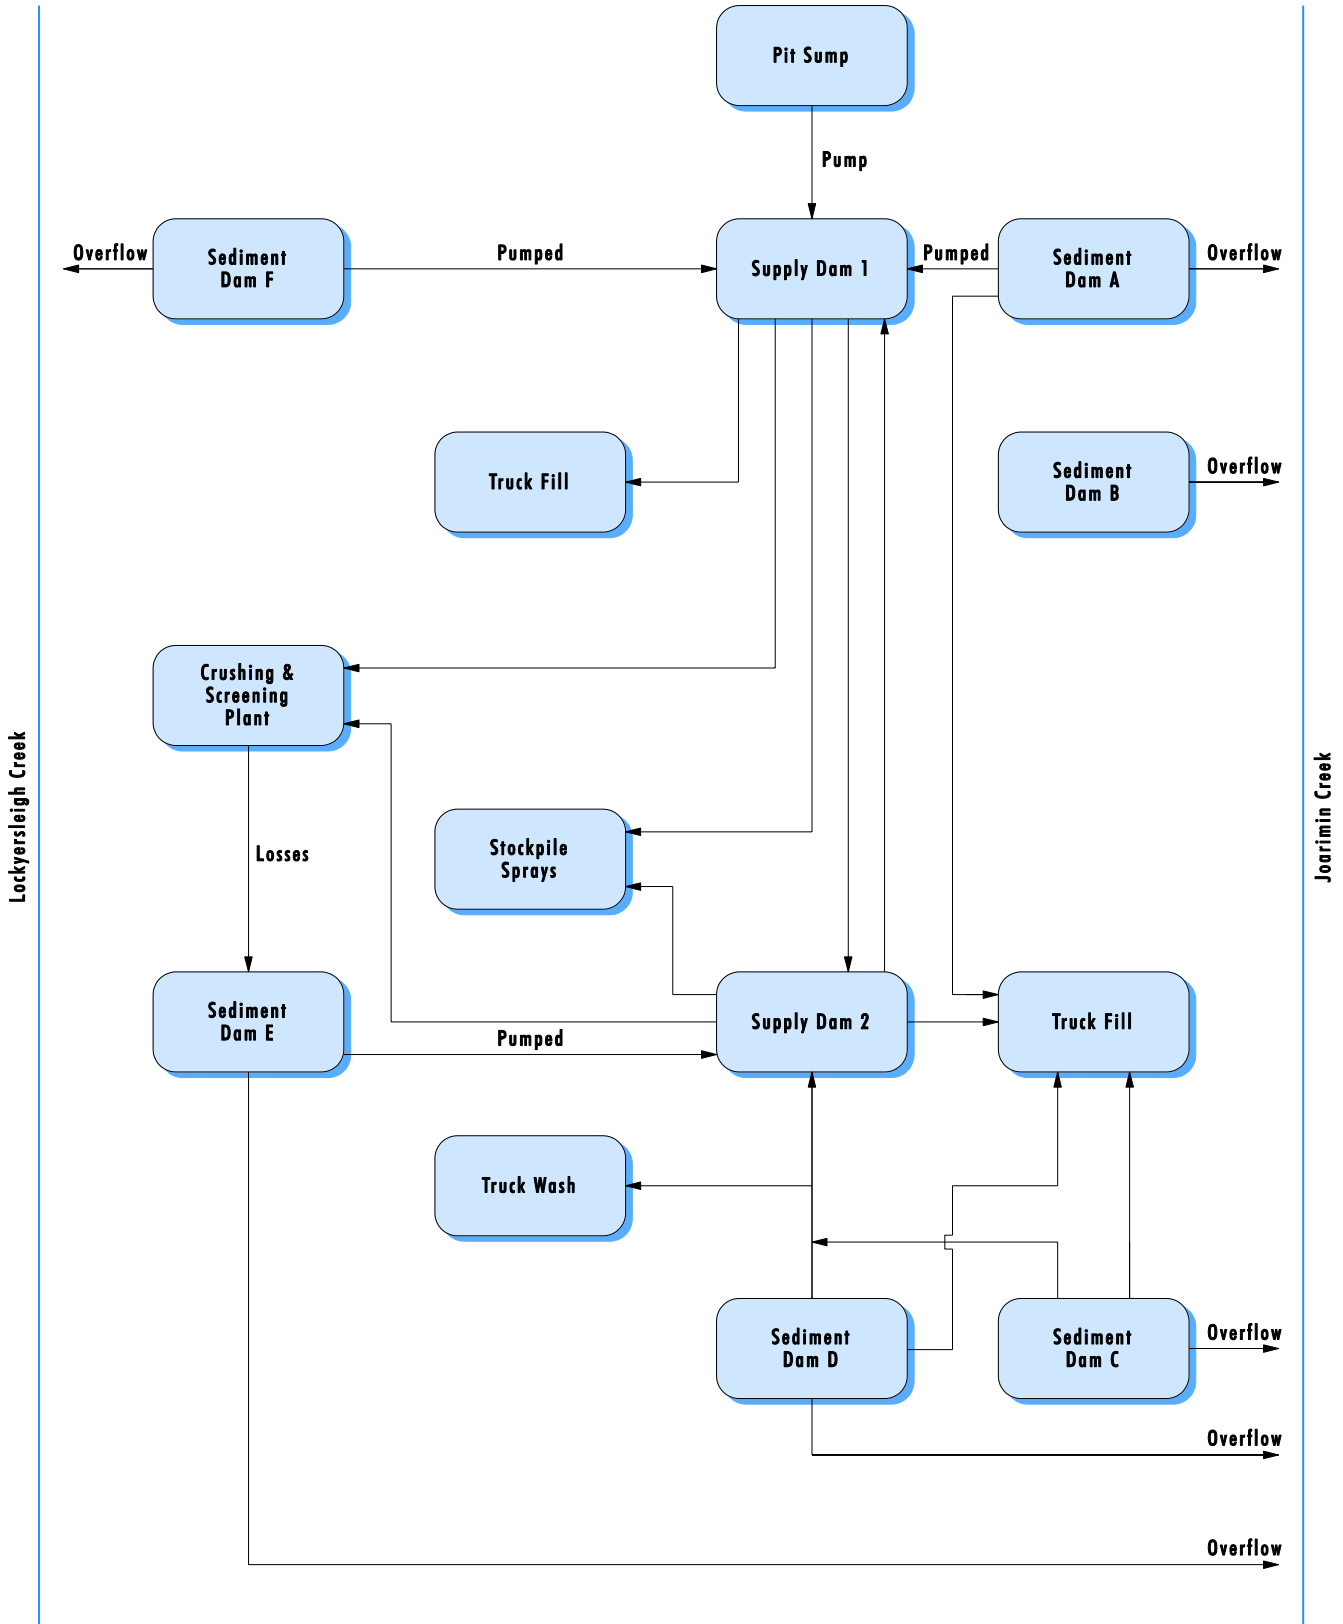 Pit Sump
Pump
Overflow
Sediment
Dam F
Pumped
Supply Dam 1
Pumped
Sediment
Dam A
Overflow
Truck Fill
Sediment
Dam B
Overflow
Crushing &
Screening
Plant
Lockyersleigh Creek
Joarimin Creek
Losses
Stockpile
Sprays
Sediment
Dam E
Pumped
Supply Dam 2
Truck Fill
Truck Wash
Sediment
Dam D
Sediment
Dam C
Overflow
Overflow
Overflow